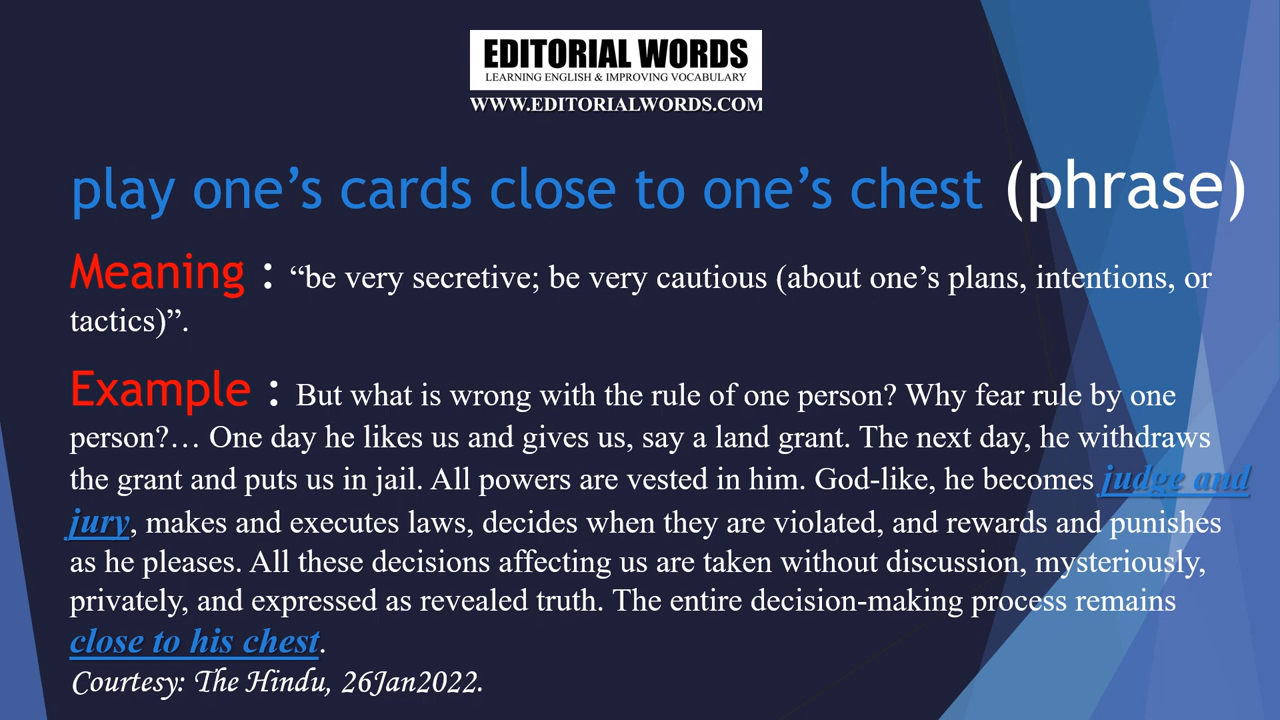 EDITORIAL WORDS
LEARNING ENGLISH & IMPROVING VOCABULARY
WWW.EDITORIALWORDS.COM
play one’s cards close to one’s chest (phrase)
Meaning : “be very secretive; be very cautious (about one’s plans, intentions, or
tactics)”.
Example : But what is wrong with the rule of one person? Why fear rule by one
person?… One day he likes us and gives us, say a land grant. The next day, he withdraws
the grant and puts us in jail. All powers are vested in him. God-like, he becomes judge and
jury, makes and executes laws, decides when they are violated, and rewards and punishes
as he pleases. All these decisions affecting us are taken without discussion, mysteriously,
privately, and expressed as revealed truth. The entire decision-making process remains
close to his chest.
Courtesy: The Hindu, 26Jan2022.